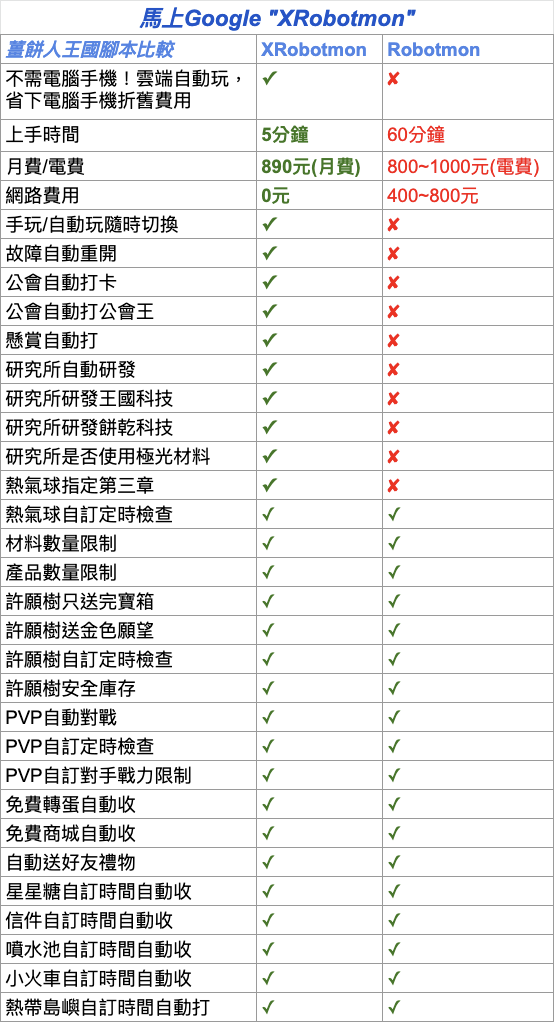 馬上Google "XRobotmon"
薑餅人王國腳本比較 XRobotmon Robotmon
不需電腦手機！雲端自動玩， ✓ ✘
省下電腦手機折舊費用
上手時間 5分鐘 60分鐘
月費/電費 890元(月費) 800~1000元(電費)
網路費用 0元 400~800元
手玩/自動玩隨時切換 ✓ ✘
故障自動重開 ✓ ✘
公會自動打卡 ✓ ✘
公會自動打公會王 ✓ ✘
懸賞自動打 ✓ ✘
研究所自動研發 ✓ ✘
研究所研發王國科技 ✓ ✘
研究所研發餅乾科技 ✓ ✘
研究所是否使用極光材料 ✓ ✘
熱氣球指定第三章 ✓ ✘
熱氣球自訂定時檢查 ✓ ✓
材料數量限制 ✓ ✓
產品數量限制 ✓ ✓
許願樹只送完寶箱 ✓ ✓
許願樹送金色願望 ✓ ✓
許願樹自訂定時檢查 ✓ ✓
許願樹安全庫存 ✓ ✓
PVP自動對戰 ✓ ✓
PVP自訂定時檢查 ✓ ✓
PVP自訂對手戰力限制 ✓ ✓
免費轉蛋自動收 ✓ ✓
免費商城自動收 ✓ ✓
自動送好友禮物 ✓ ✓
星星糖自訂時間自動收 ✓ ✓
信件自訂時間自動收 ✓ ✓
噴水池自訂時間自動收 ✓ ✓
小火車自訂時間自動收 ✓ ✓
熱帶島嶼自訂時間自動打 ✓ ✓